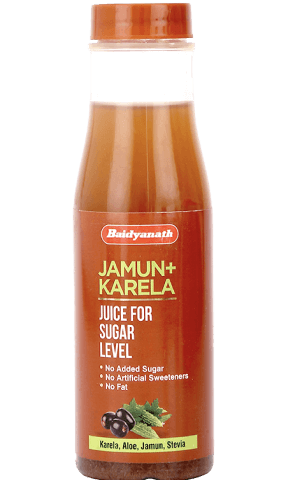 Baidyanath
JAMUN+
KARELA
JUICE FOR
SUGAR
LEVEL
• No Added Sugar
• No Artificial Sweeteners
• No Fat
Karela, Aloe, Jamun, Stevia